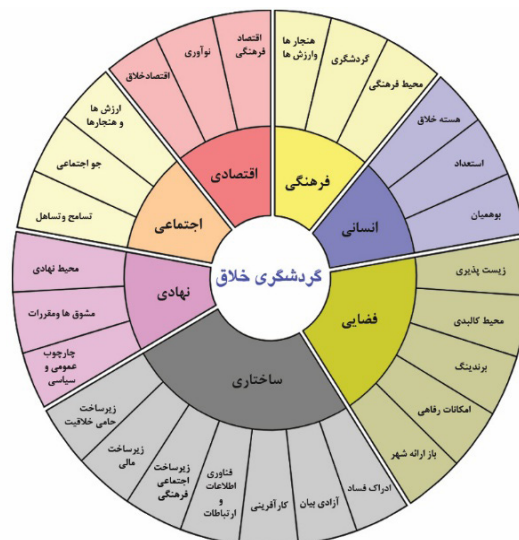 گردشگری خلاق
فرهنگی
هنجار ها
وارزش ها
گردشگری
محیط فرهنگی
انسانی
هسته خلاق
استعداد
بوهمیان
فضایی
زیست پذیری
محیط کالبدی
برندینگ
امکانات رفاهی
باز ارائه شهر
ساختاری
ادراک فساد
آزادی بیان
کارآفرینی
فناوری
اطلاعات
و
ارتباطات
زیرساخت
اجتماعی
فرهنگی
زیرساخت
مالی
زیرساخت
حامی خلاقیت
نهادی
چارچوب
عمومی و
سیاسی
مشوق ها ومقررات
محیط نهادی
اجتماعی
تسامح وتساهل
جو اجتماعی
ارزش ها
و هنجارها
اقتصادی
اقتصادخلاق
نوآوری
اقتصاد
فرهنگی